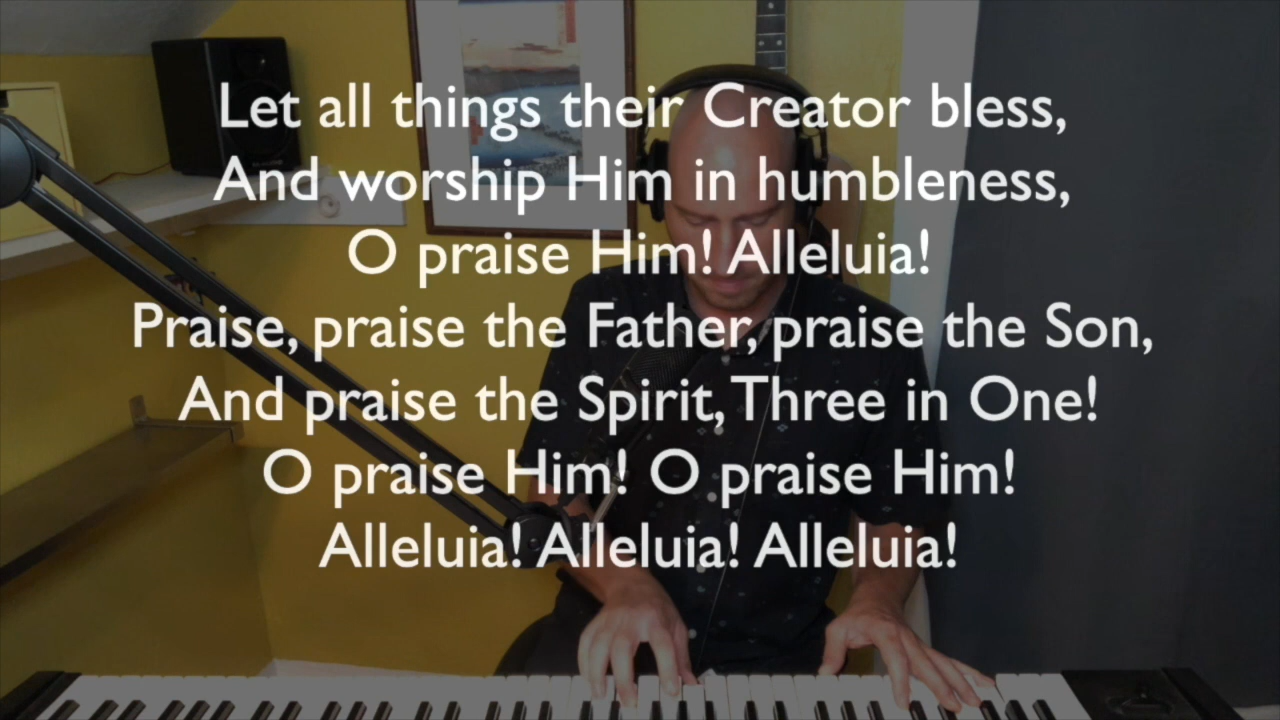 Let all things their Creator bless,
And worship Him in humbleness,
O praise Him! Alleluia!
Praise, praise the Father, praise the Son,
And praise the Spirit, Three in One!
O praise Him! O praise Him!
Alleluia! Alleluia! Alleluia!